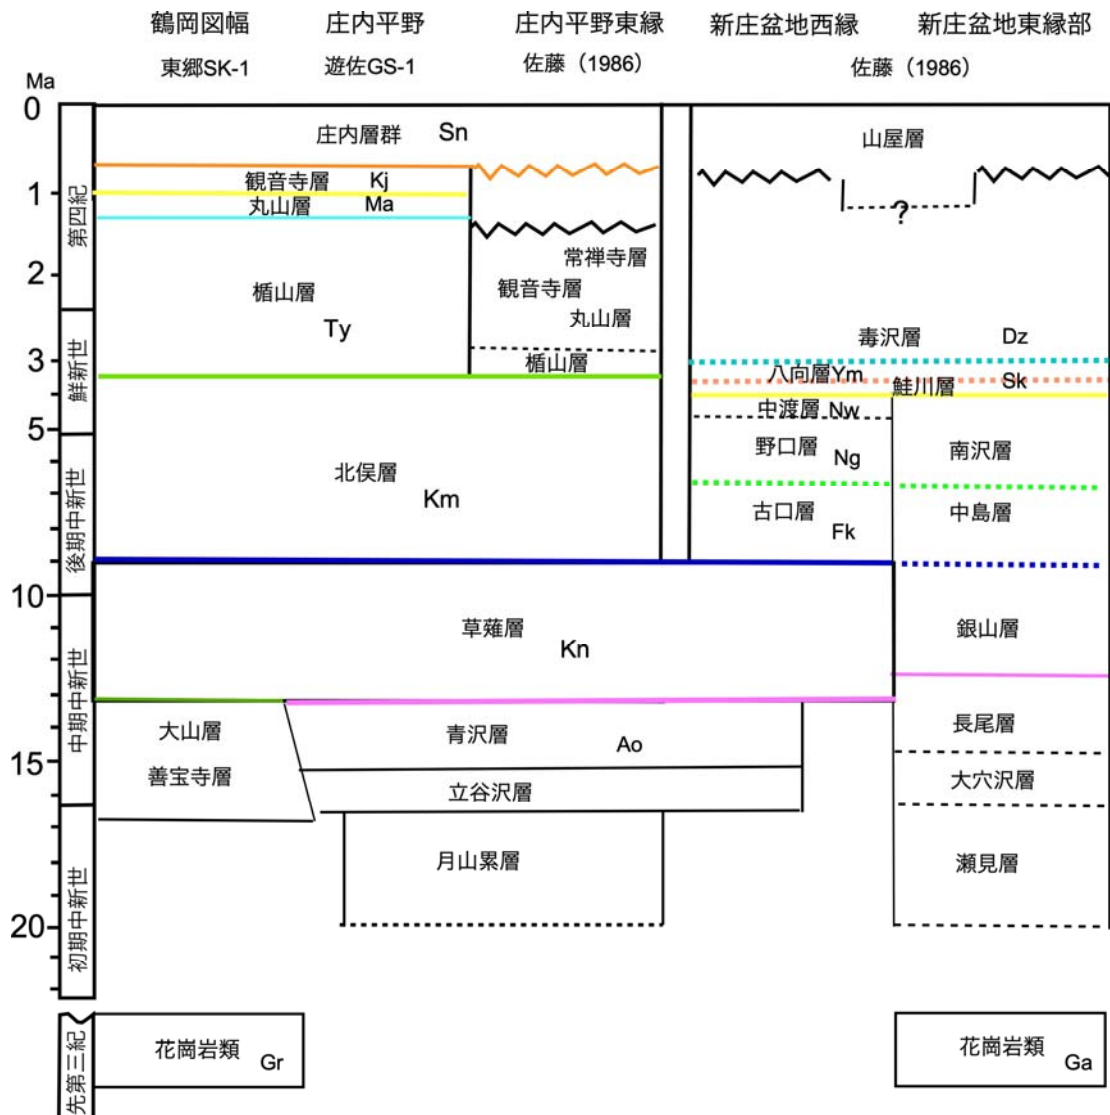 鶴岡図幅 庄内平野 庄内平野東縁 新庄盆地西縁 新庄盆地東縁部
東郷SK-1 遊佐GS-1 佐藤（1986） 佐藤（1986）
Ma
0
庄内層群 Sn
山屋層
観音寺層 Kj
1
丸山層 Ma
?
第四紀
常禅寺層
2
楯山層
観音寺層
丸山層
Ty
毒沢層 Dz
3
楯山層
八向層Ym
鮭川層 Sk
鮮新世
中渡層 Nw
5
野口層 Ng
南沢層
北俣層
Km
古口層
Fk
中島層
後期中新世
10
草薙層
Kn
銀山層
中期中新世
大山層
青沢層
Ao
長尾層
15
善宝寺層
立谷沢層
大穴沢層
月山累層
瀬見層
初期中新世
20
先第三紀
花崗岩類 Gr
花崗岩類 Ga